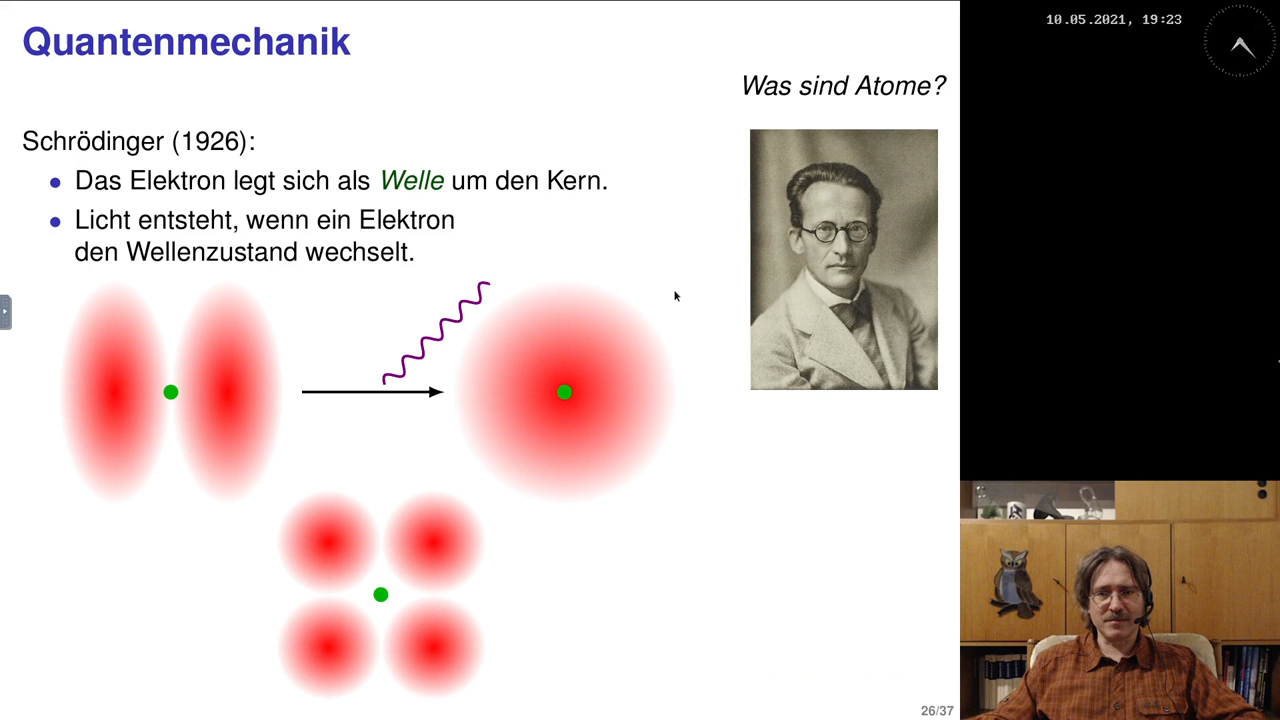 Quantenmechanik
10.05.2021, 19:23
Was sind Atome?
Schrödinger (1926):
• Das Elektron legt sich als Welle um den Kern.
• Licht entsteht, wenn ein Elektron
den Wellenzustand wechselt.
26/37